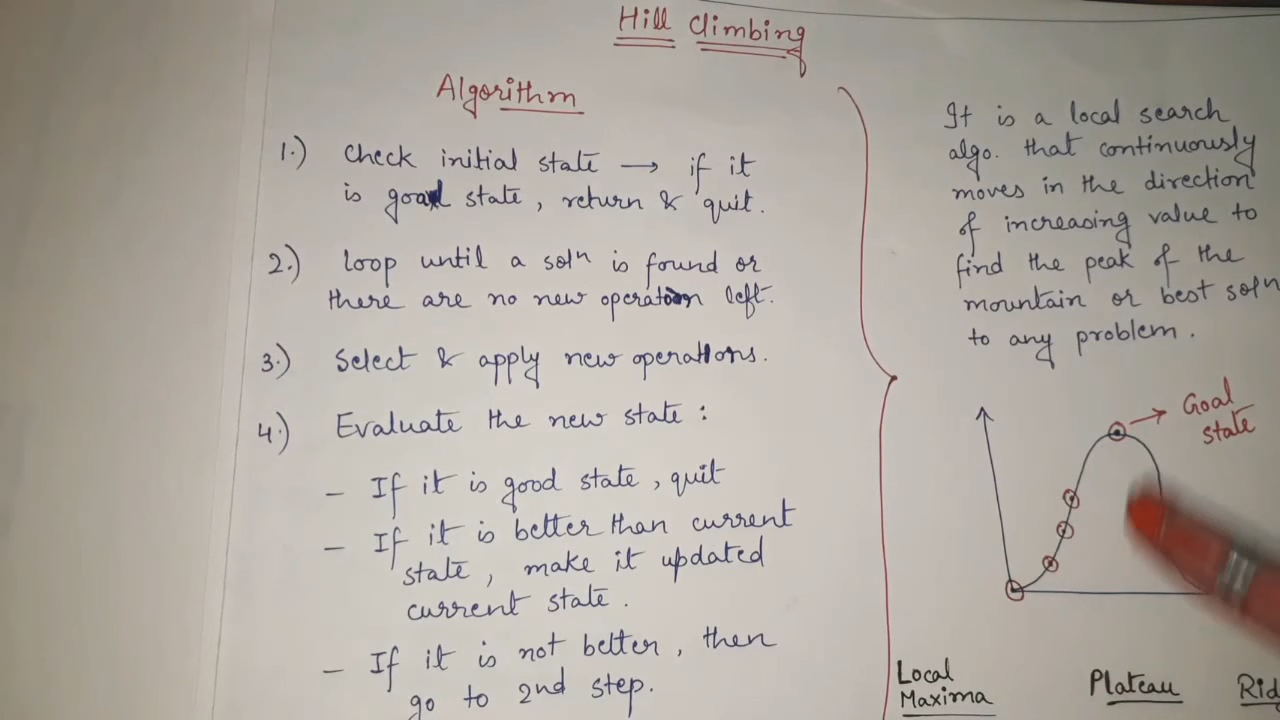 Hill Climbing
Algorithm
1.) Check initial state → if it
is goal state, return & quit.
2.) Loop until a solⁿ is found or
there are no new operation left.
3.) Select & apply new operations.
4.) Evaluate the new state :
- If it is good state, quit
- If it is better than current
state, make it updated
current state.
- If it is not better, then
go to 2nd step.
It is a local search
algo. that continuously
moves in the direction
of increasing value to
find the peak of the
mountain or best solⁿ
to any problem.
Goal
state
Local
Maxima
Plateau